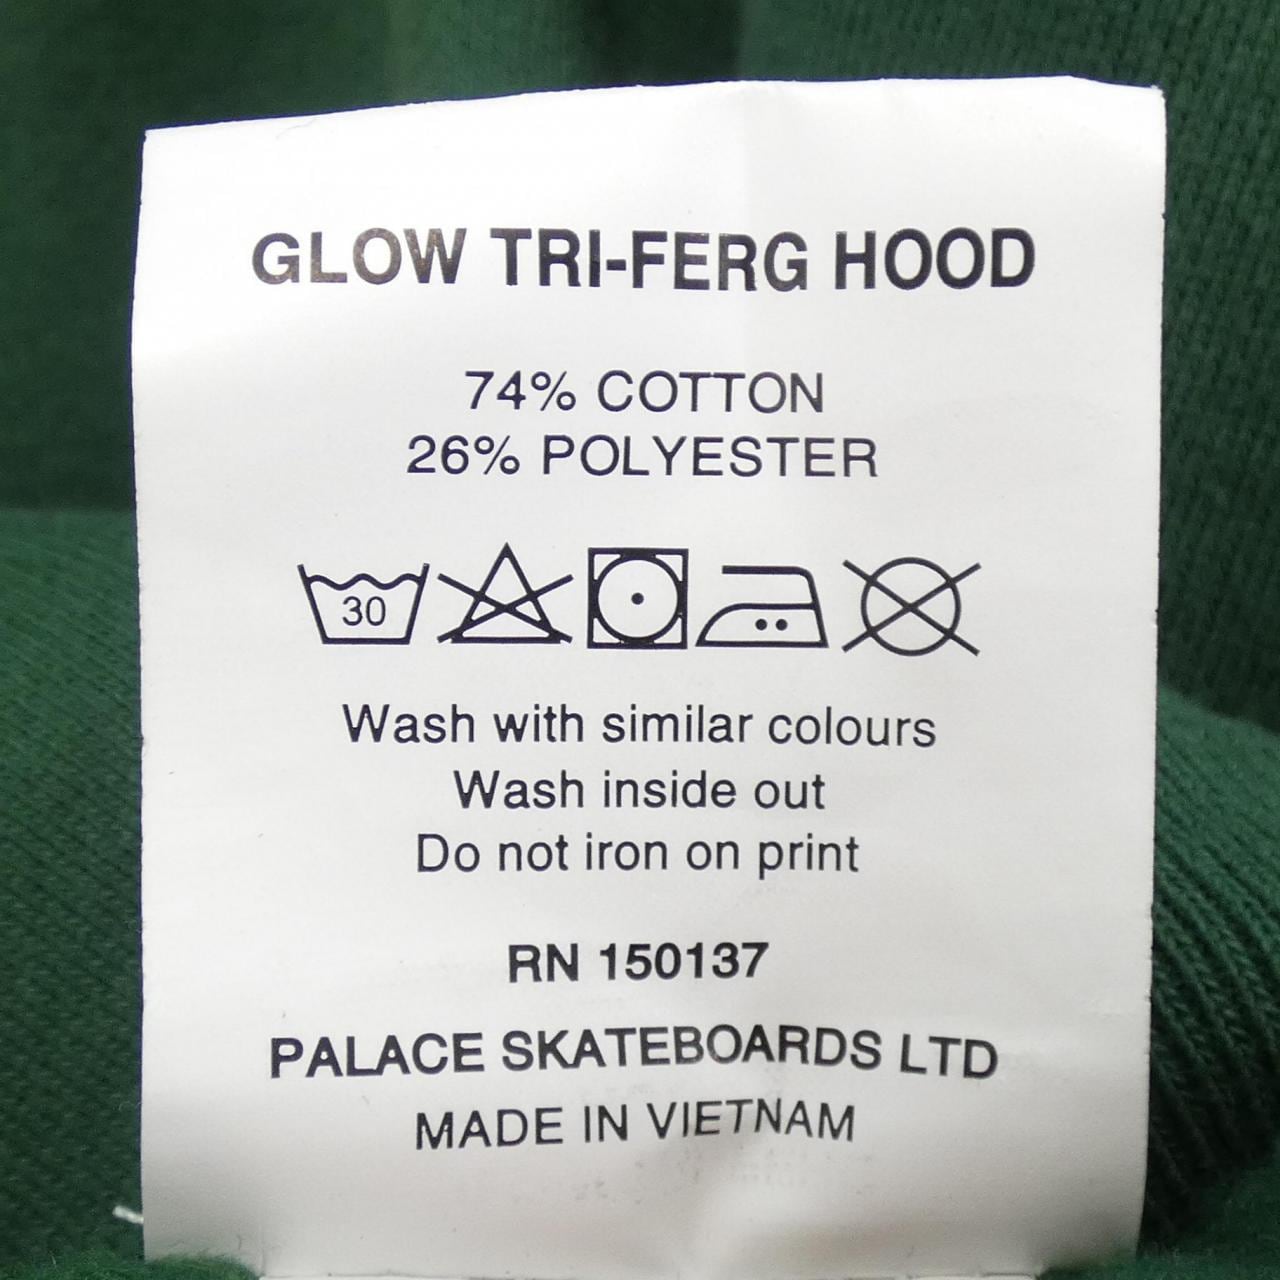 GLOW TRI-FERG HOOD
74% COTTON
26% POLYESTER
30
Wash with similar colours
Wash inside out
Do not iron on print
RN 150137
PALACE SKATEBOARDS LTD
MADE IN VIETNAM